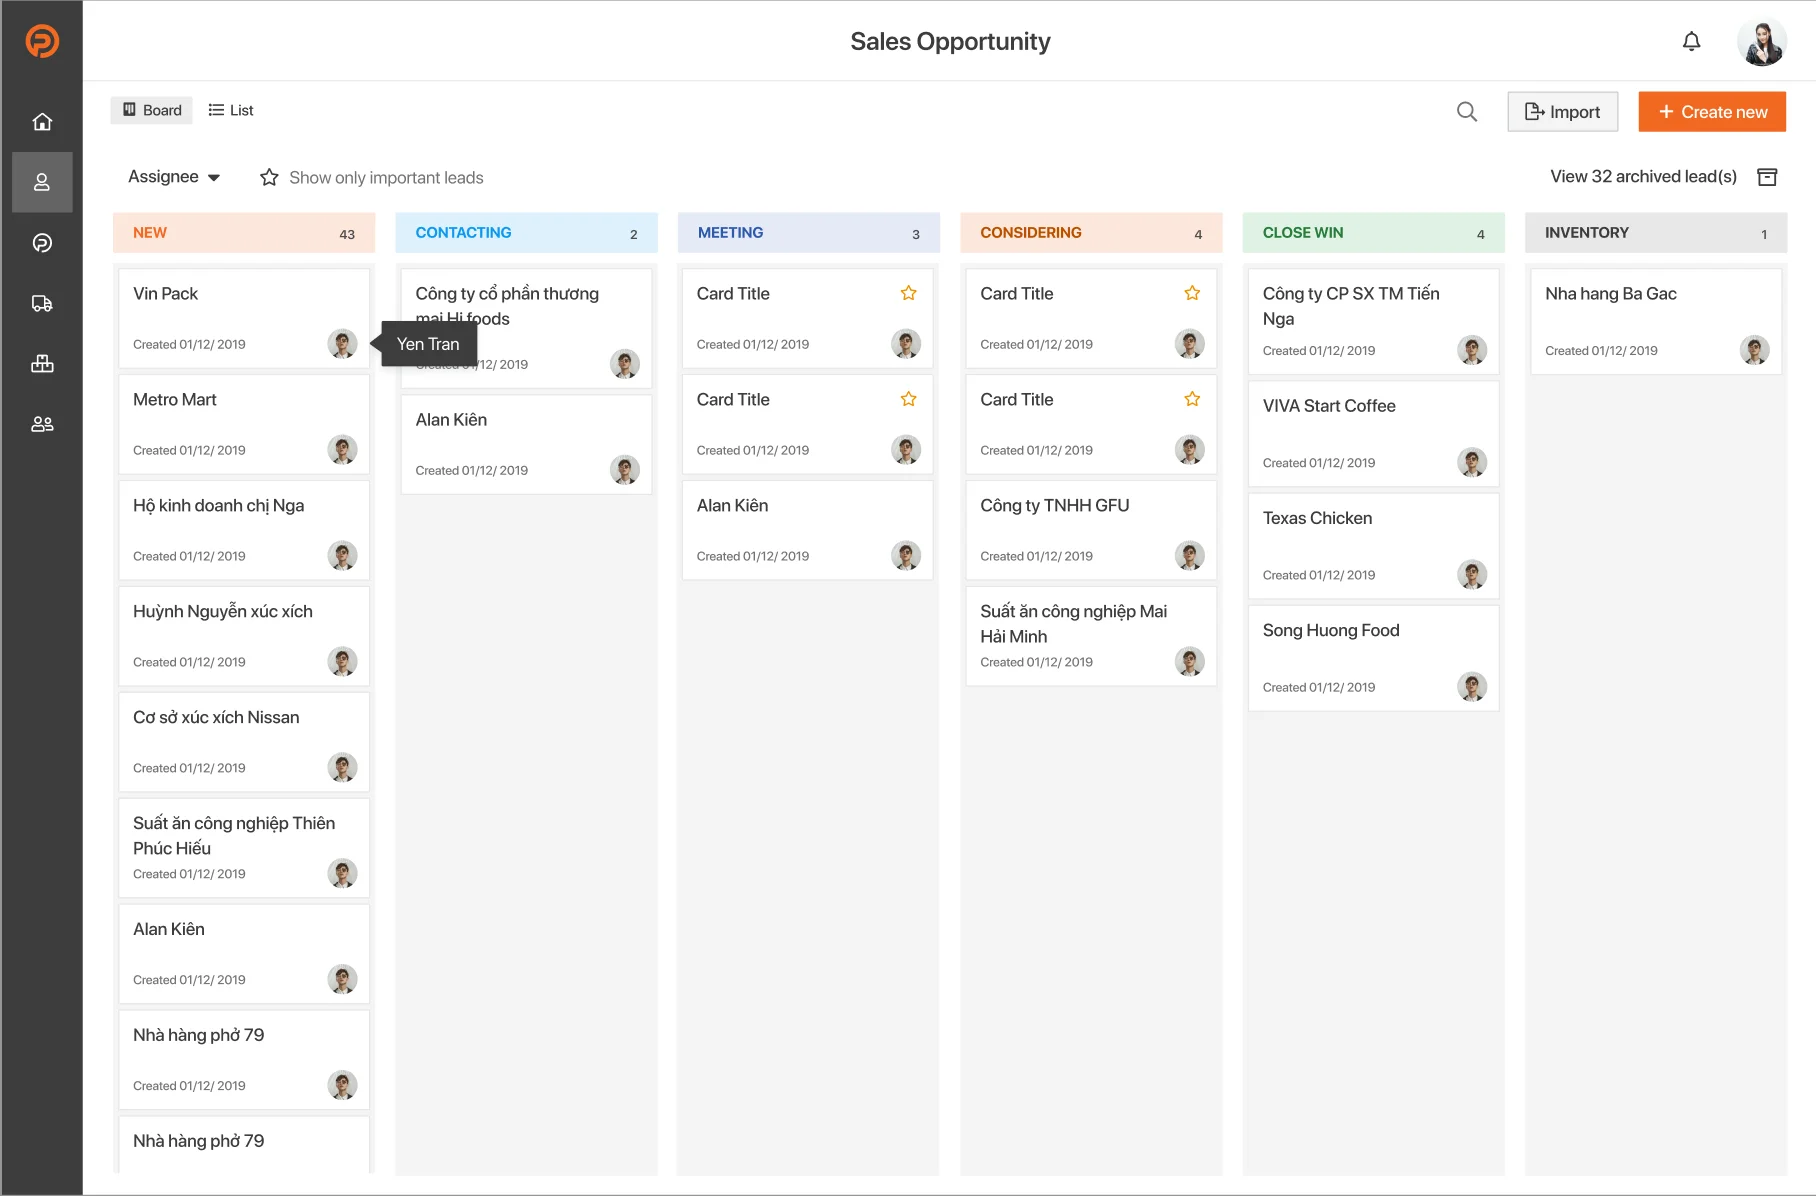 Sales Opportunity
Board
List
Import
+ Create new
Assignee
Show only important leads
View 32 archived lead(s)
NEW 43
Vin Pack
Created 01/12/ 2019
Yen Tran
Metro Mart
Created 01/12/ 2019
Hộ kinh doanh chị Nga
Created 01/12/ 2019
Huỳnh Nguyễn xúc xích
Created 01/12/ 2019
Cơ sở xúc xích Nissan
Created 01/12/ 2019
Suất ăn công nghiệp Thiên
Phúc Hiếu
Created 01/12/ 2019
Alan Kiên
Created 01/12/ 2019
Nhà hàng phở 79
Created 01/12/ 2019
Nhà hàng phở 79
CONTACTING 2
Công ty cổ phần thương
mại Hi foods
/12/ 2019
Alan Kiên
Created 01/12/ 2019
MEETING 3
Card Title
Created 01/12/ 2019
Card Title
Created 01/12/ 2019
Alan Kiên
Created 01/12/ 2019
CONSIDERING 4
Card Title
Created 01/12/ 2019
Card Title
Created 01/12/ 2019
Công ty TNHH GFU
Created 01/12/ 2019
Suất ăn công nghiệp Mai
Hải Minh
Created 01/12/ 2019
CLOSE WIN 4
Công ty CP SX TM Tiến
Nga
Created 01/12/ 2019
VIVA Start Coffee
Created 01/12/ 2019
Texas Chicken
Created 01/12/ 2019
Song Huong Food
Created 01/12/ 2019
INVENTORY 1
Nha hang Ba Gac
Created 01/12/ 2019